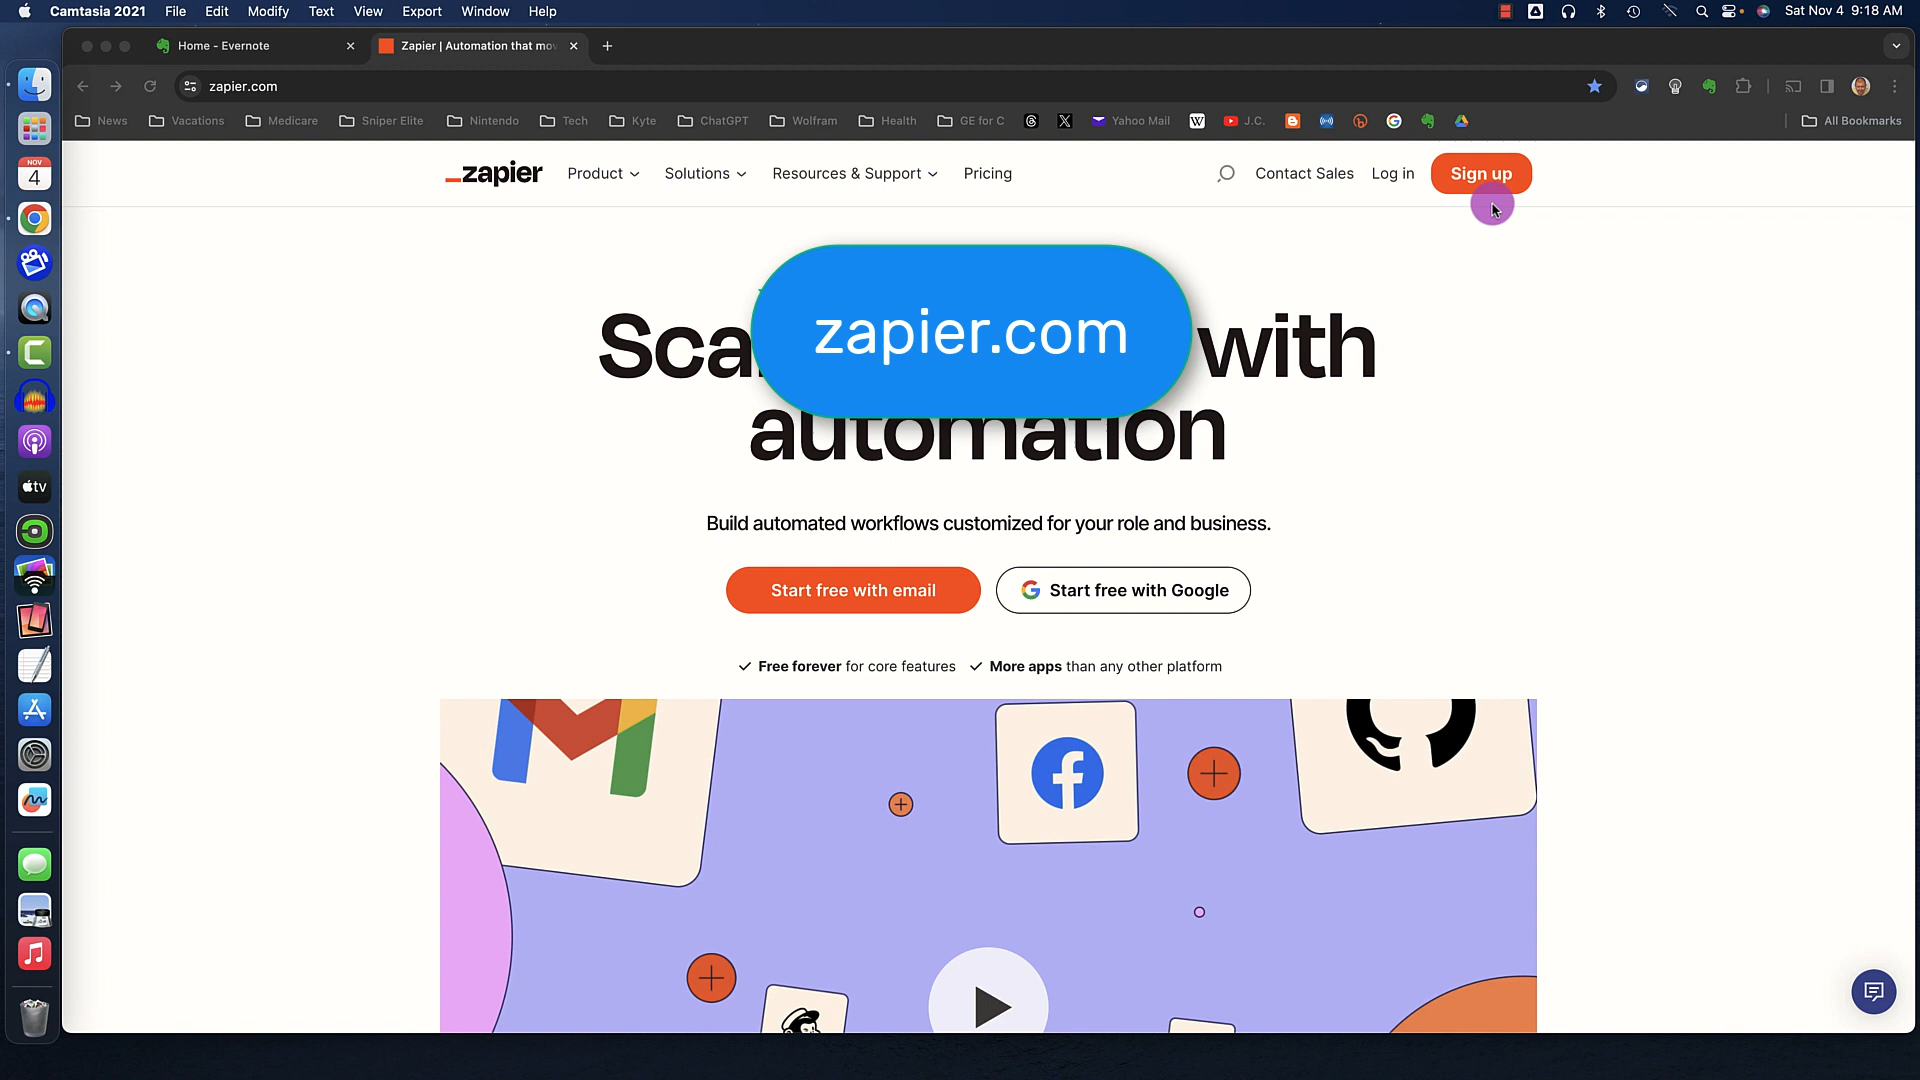 Camtasia 2021 File Edit Modify Text View Export Window Help Sat Nov 4 9:18 AM
Home - Evernote Zapier | Automation that mov
zapier.com
News Vacations Medicare Sniper Elite Nintendo Tech Kyte ChatGPT Wolfram Health GE for C Yahoo Mail W J.C. All Bookmarks
zapier Product Solutions Resources & Support Pricing Contact Sales Log in Sign up
zapier.com
Sca with
automation
Build automated workflows customized for your role and business.
Start free with email Start free with Google
Free forever for core features More apps than any other platform
NOV
4
tv